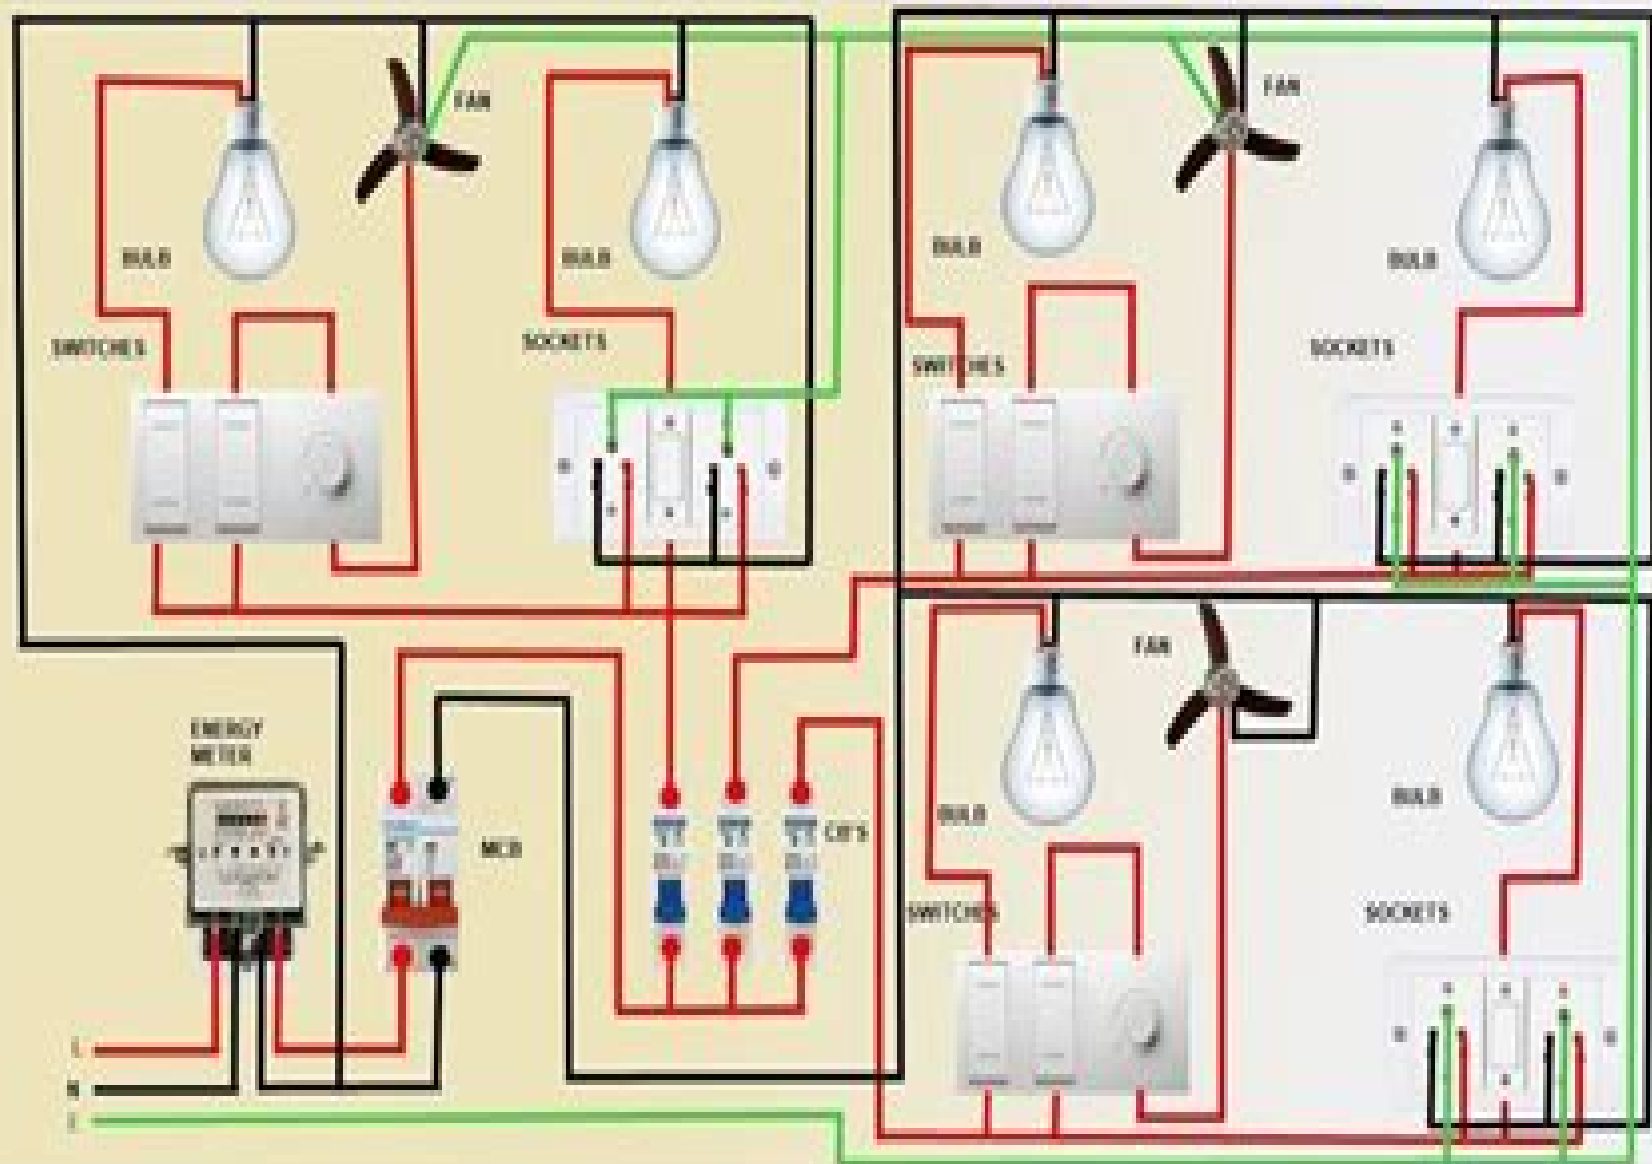 FAN
BULB
BULB
SWITCHES
SOCKETS
FAN
BULB
BULB
SWITCHES
SOCKETS
ENERGY
METER
MCB
CB'S
FAN
BULB
BULB
SWITCHES
SOCKETS
L
N